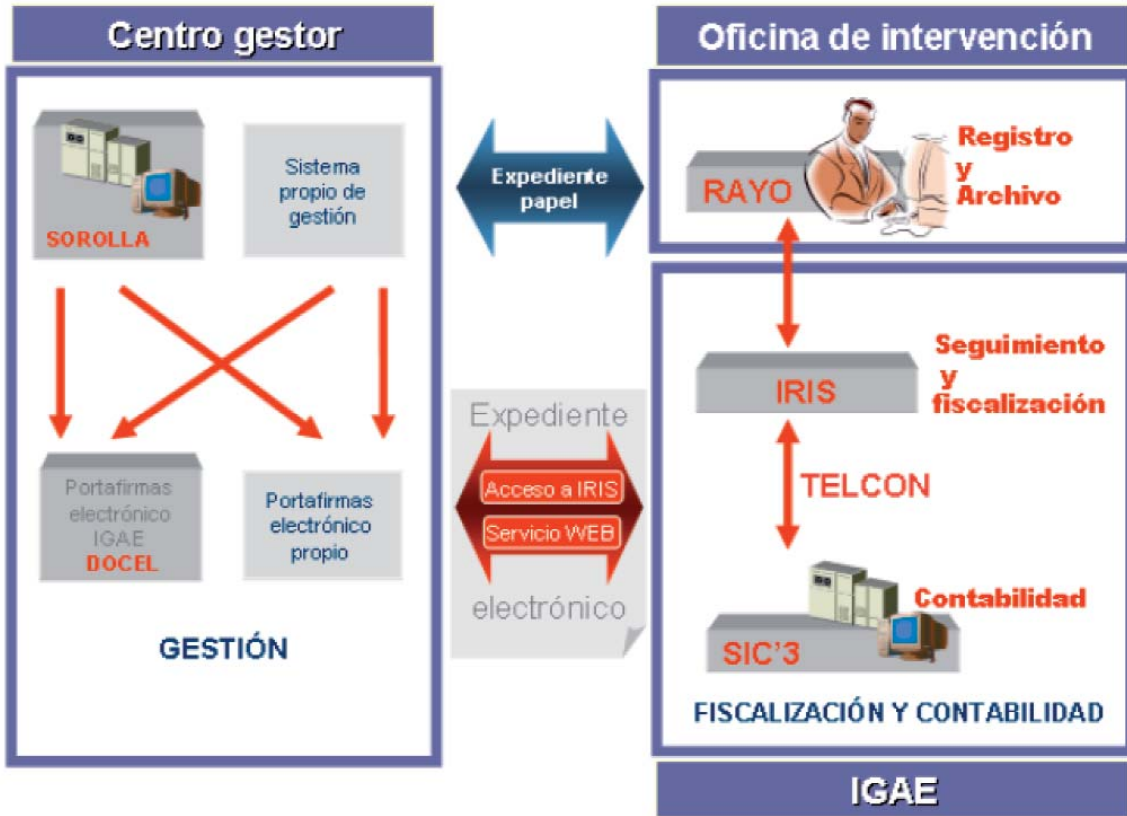 Centro gestor
SOROLLA
Sistema
propio de
gestión
Portafirmas
electrónico
IGAE
DOCEL
Portafirmas
electrónico
propio
GESTIÓN
Expediente
papel
Expediente
Acceso a IRIS
Servicio WEB
electrónico
Oficina de intervención
RAYO
Registro
y
Archivo
IRIS
Seguimiento
y
fiscalización
TELCON
Contabilidad
SIC'3
FISCALIZACIÓN Y CONTABILIDAD
IGAE